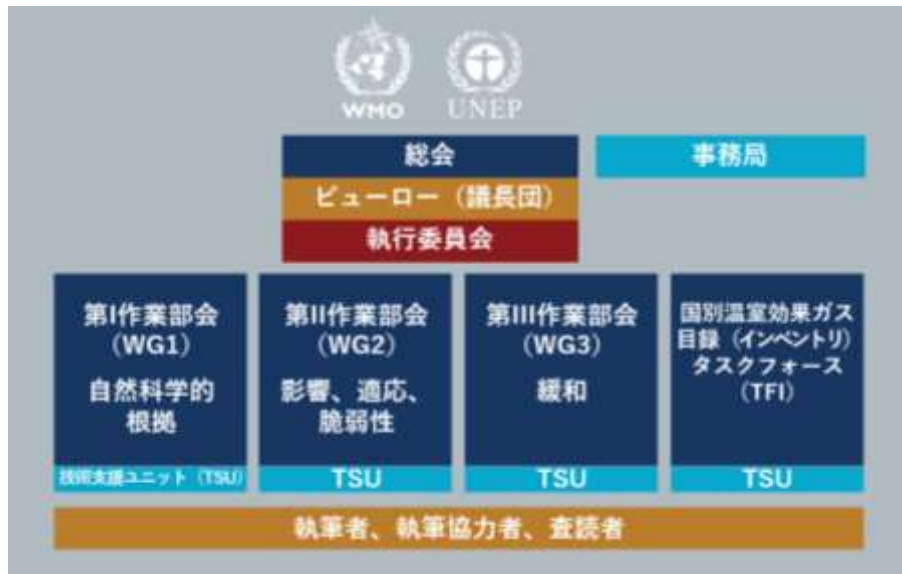 WMO
UNEP
総会
事務局
ビューロー（議長団）
執行委員会
第I作業部会
（WG1）
自然科学的
根拠
技術支援ユニット（TSU）
第II作業部会
（WG2）
影響、適応、
脆弱性
TSU
第III作業部会
（WG3）
緩和
TSU
国別温室効果ガス
目録（インベントリ）
タスクフォース
（TFI）
TSU
執筆者、執筆協力者、査読者